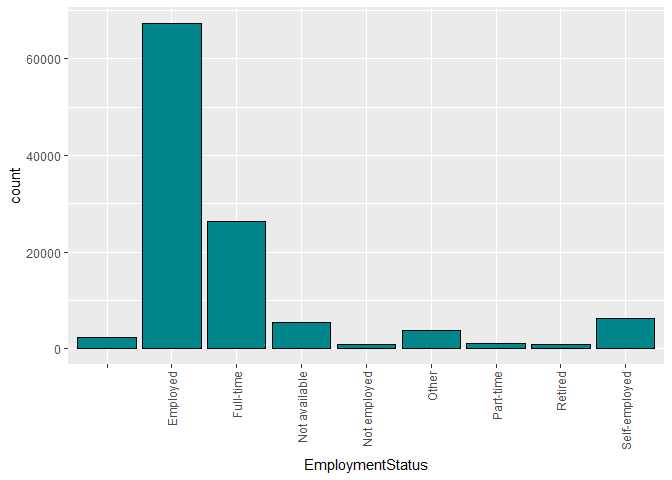 count
60000
40000
20000
0
Employed
Full-time
Not available
Not employed
Other
Part-time
Retired
Self-employed
EmploymentStatus